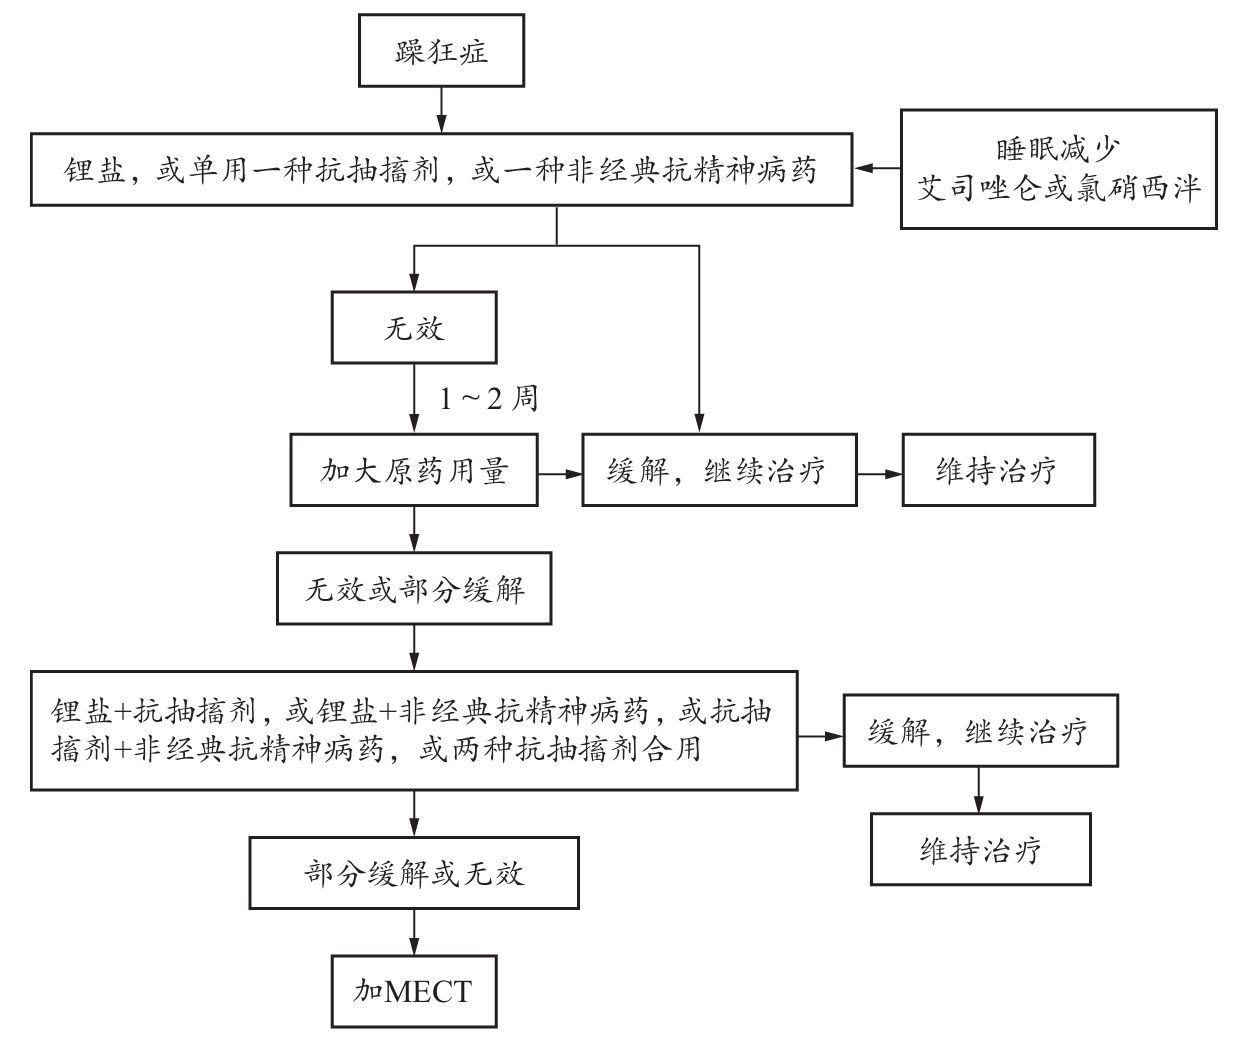 躁狂症
锂盐，或单用一种抗抽搐剂，或一种非经典抗精神病药
睡眠减少
艾司唑仑或氯硝西泮
无效
1～2周
加大原药用量
缓解，继续治疗
维持治疗
无效或部分缓解
锂盐+抗抽搐剂，或锂盐+非经典抗精神病药，或抗抽
搐剂+非经典抗精神病药，或两种抗抽搐剂合用
缓解，继续治疗
维持治疗
部分缓解或无效
加MECT